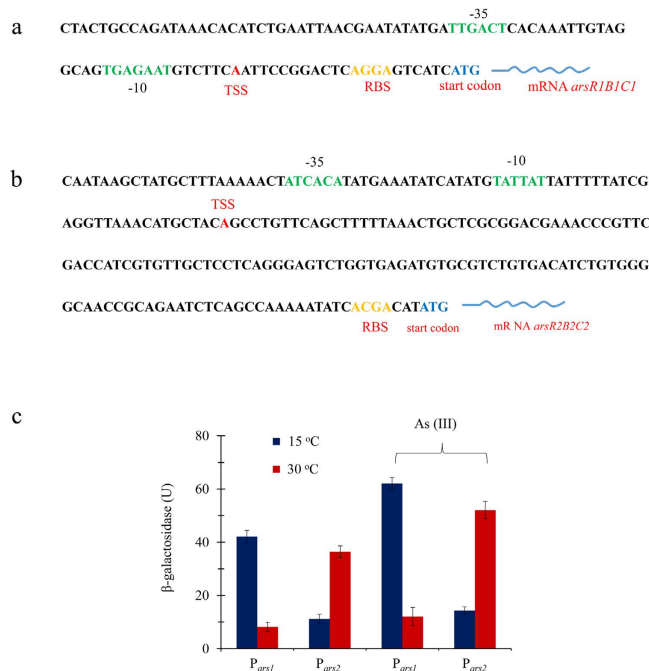 a
-35
CTACTGCCAGATAAACACATCTGAATTAACGAATATATGATTGACTCACAAATTGTAG
GCAGTGAGAATGTCTTCAATTCCGGACTCAGGAGTCATCATG mRNA arsR1B1C1
-10 TSS RBS start codon
b
-35 -10
CAATAAGCTATGCTTTAAAAACTATCACATATGAAATATCATATGTATTATTATTTTTATCG
TSS
AGGTTAAACATGCTACAGCCTGTTCAGCTTTTTAAACTGCTCGCGGACGAAACCCGTTC
GACCATCGTGTTGCTCCTCAGGGAGTCTGGTGAGATGTGCGTCTGTGACATCTGTGGG
GCAACCGCAGAATCTCAGCCAAAAATATCACGACATATG
RBS start codon mR NA arsR2B2C2
c
As (III)
15 °C
30 °C
β-galactosidase (U)
80
60
40
20
0
Pars1 Pars2 Pars1 Pars2